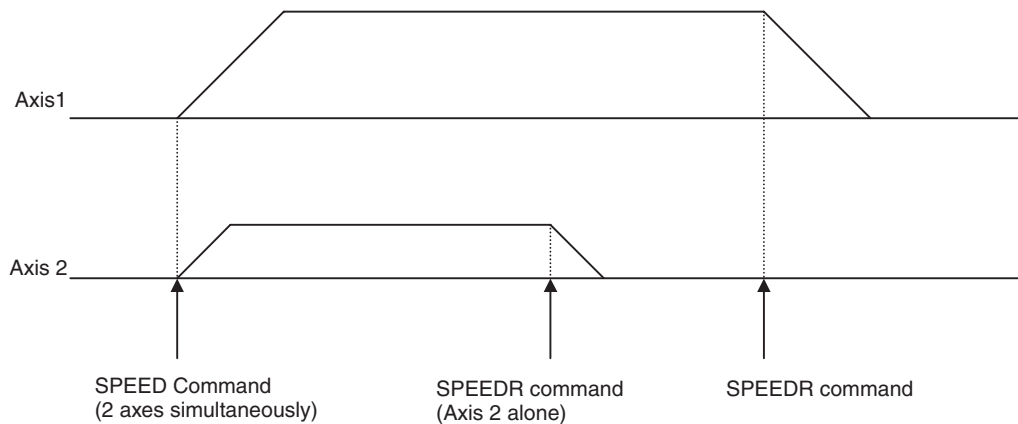 Axis1
Axis 2
SPEED Command
(2 axes simultaneously)
SPEEDR command
(Axis 2 alone)
SPEEDR command